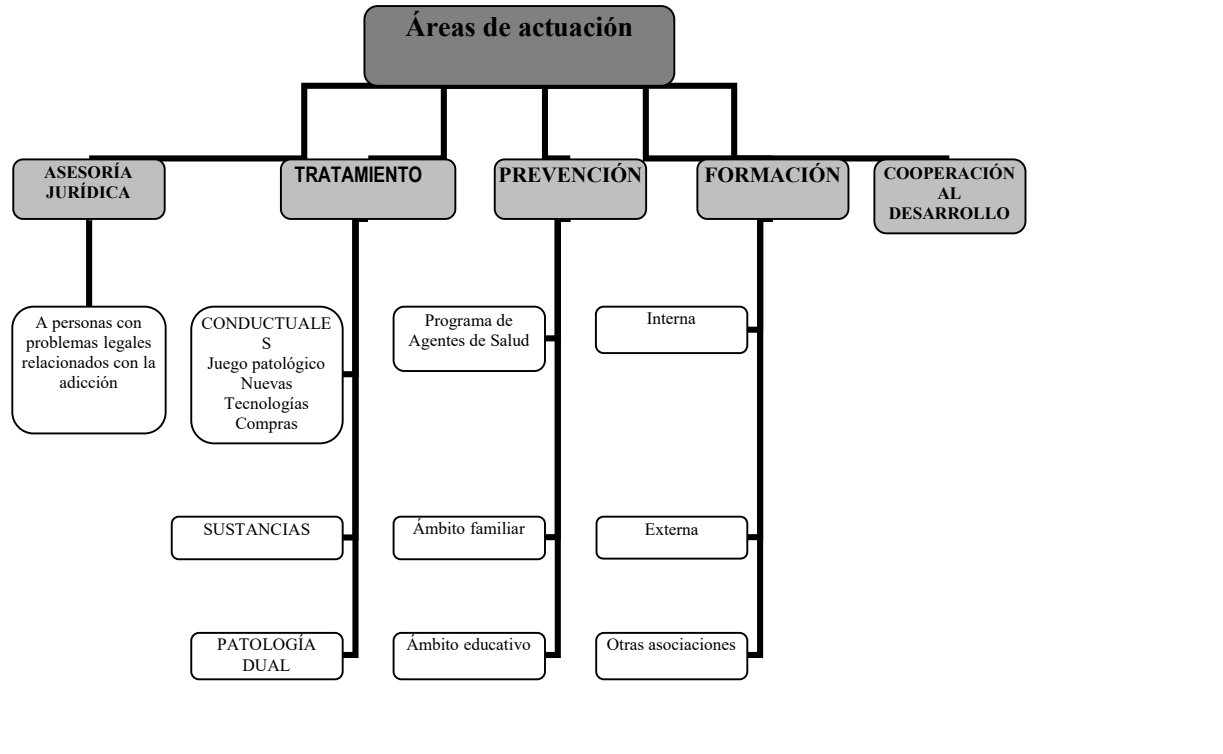 Áreas de actuación
ASESORÍA
JURÍDICA
TRATAMIENTO
PREVENCIÓN
FORMACIÓN
COOPERACIÓN
AL
DESARROLLO
A personas con
problemas legales
relacionados con la
adicción
CONDUCTUALE
S
Juego patológico
Nuevas
Tecnologías
Compras
Programa de
Agentes de Salud
Interna
SUSTANCIAS
Ámbito familiar
Externa
PATOLOGÍA
DUAL
Ámbito educativo
Otras asociaciones